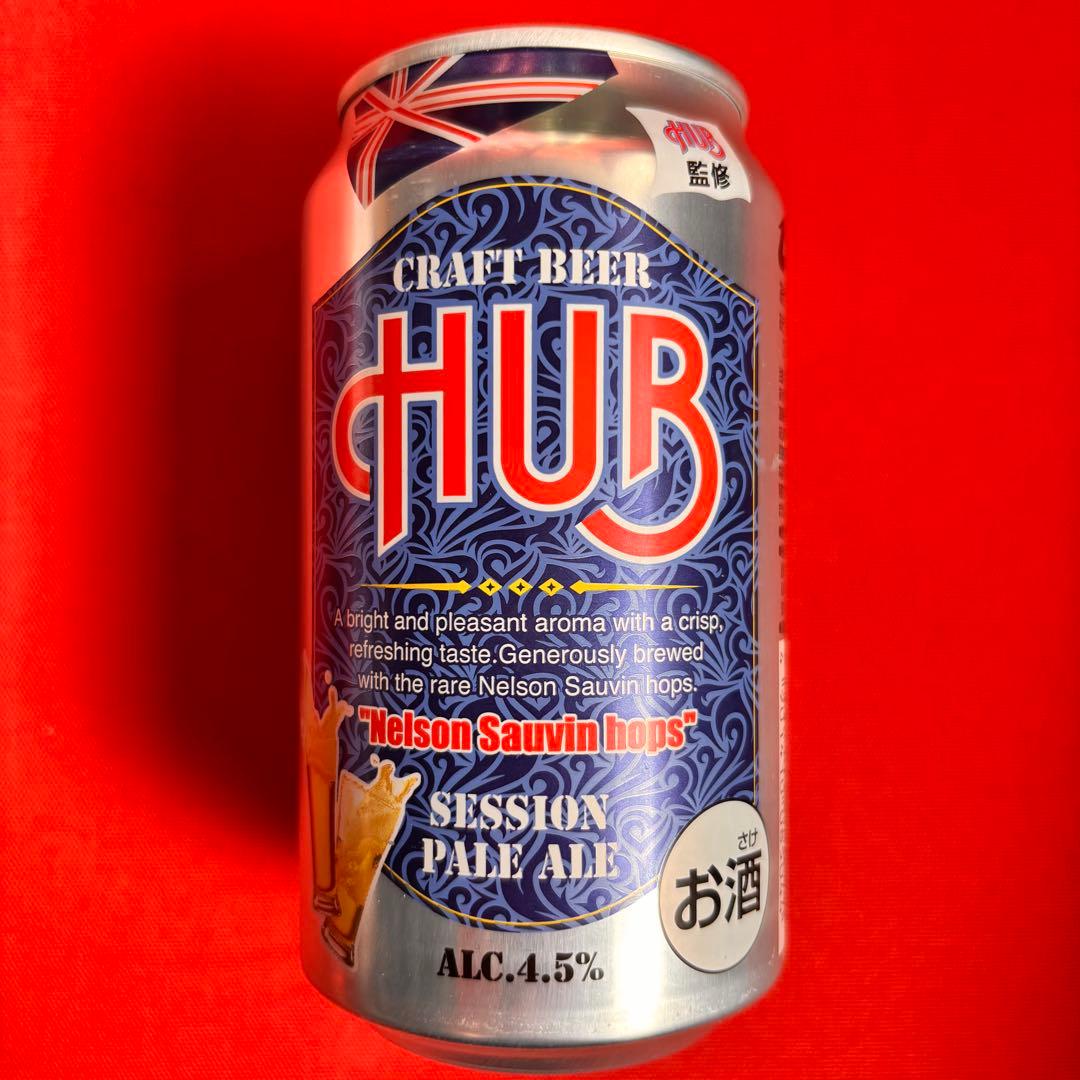 HUB
監修
CRAFT BEER
HUB
A bright and pleasant aroma with a crisp,
refreshing taste.Generously brewed
with the rare Nelson Sauvin hops.
"Nelson Sauvin hops"
SESSION
PALE ALE
さけ
お酒
ALC.4.5%